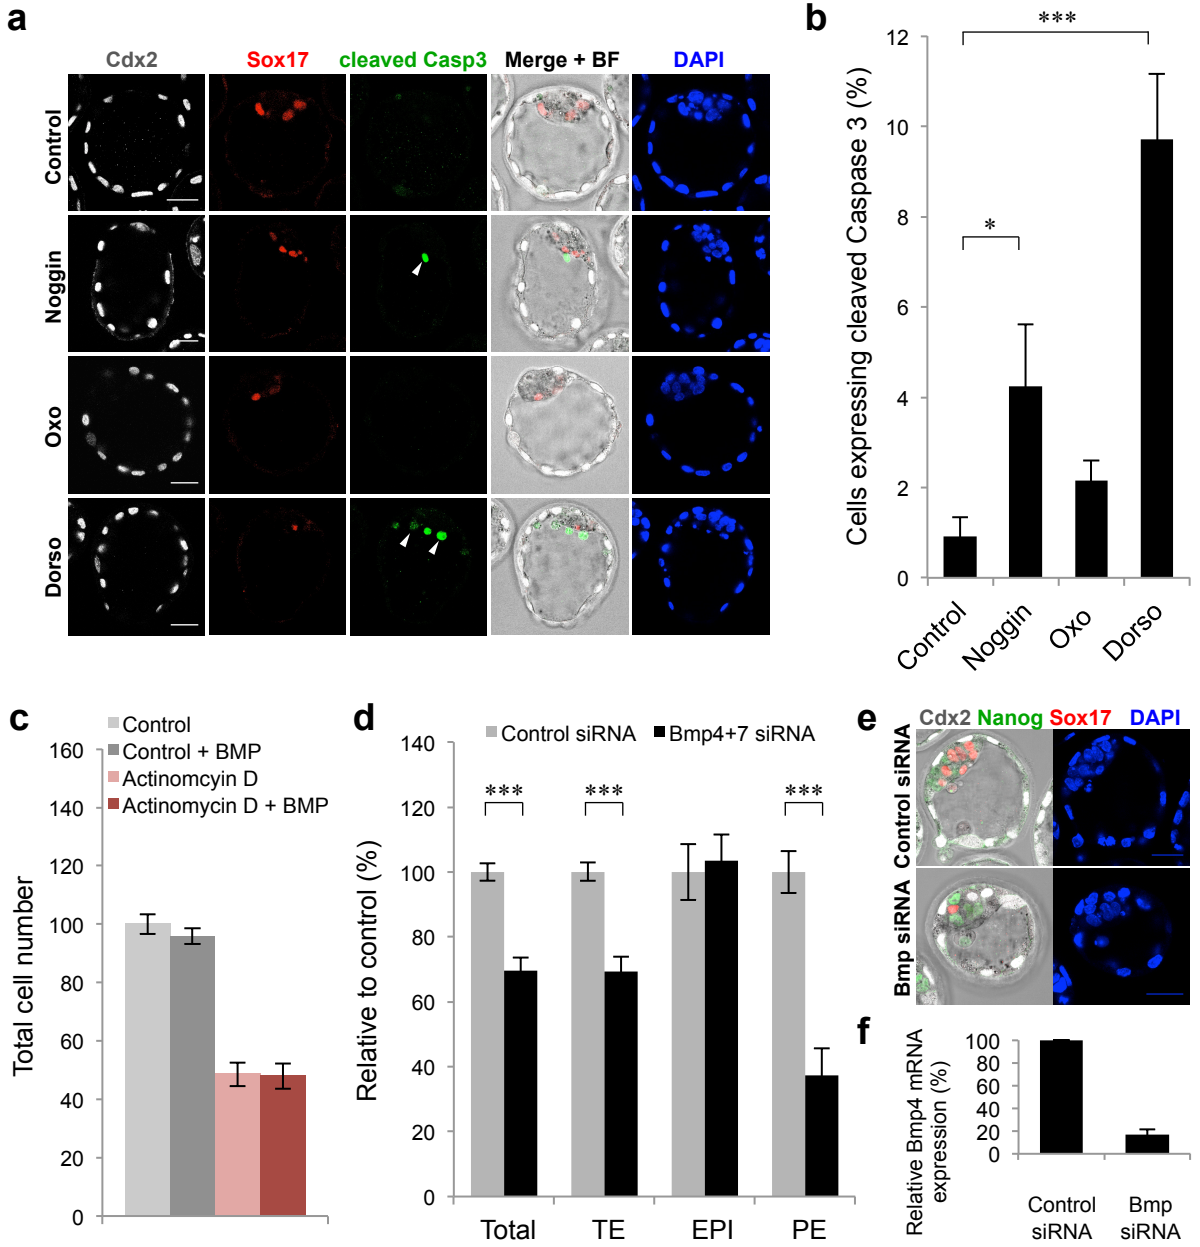 a
Cdx2 Sox17 cleaved Casp3 Merge + BF DAPI
Control
Noggin
Oxo
Dorso
b
***
*
12
10
8
6
4
2
0
Cells expressing cleaved Caspase 3 (%)
Control
Noggin
Oxo
Dorso
c
Control
Control + BMP
Actinomcyin D
Actinomycin D + BMP
160
140
120
100
80
60
40
20
0
Total cell number
d
Control siRNA Bmp4+7 siRNA
*** *** ***
140
120
100
80
60
40
20
0
Relative to control (%)
Total TE EPI PE
e
Cdx2 Nanog Sox17 DAPI
Control siRNA
Bmp siRNA
f
100
80
60
40
20
0
Relative Bmp4 mRNA
expression (%)
Control
siRNA
Bmp
siRNA